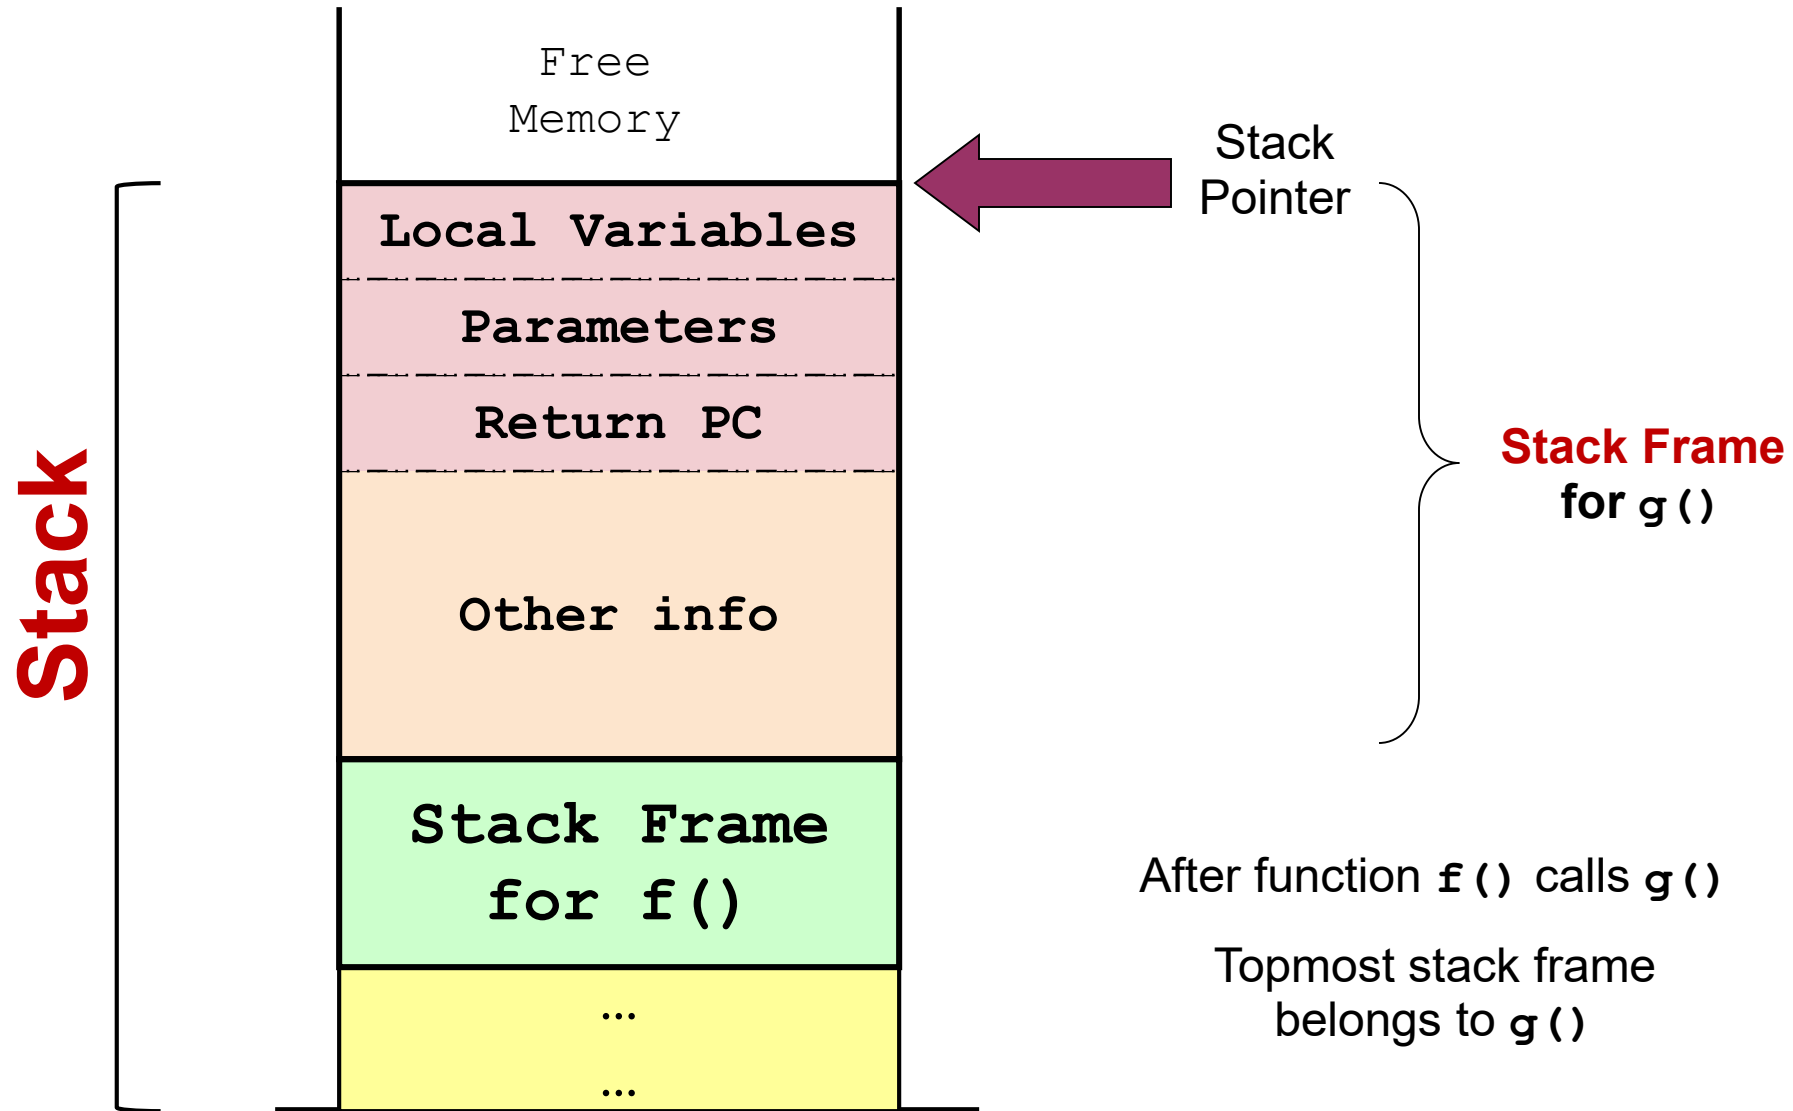 Free
Memory
Stack
Pointer
Local Variables
Parameters
Return PC
Stack
Stack Frame
for g()
Other info
Stack Frame
for f()
After function f() calls g()
Topmost stack frame
belongs to g()
…
…